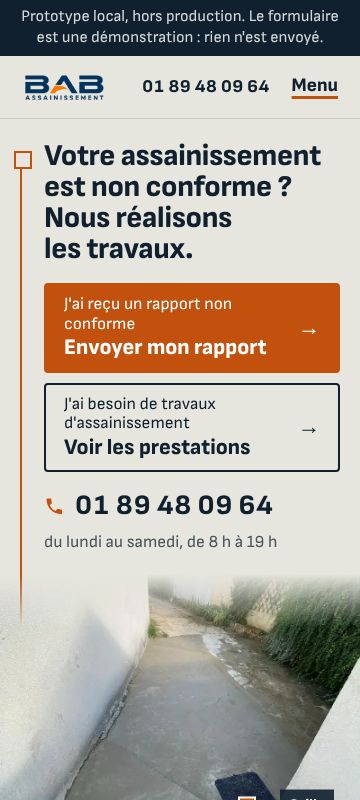 Prototype local, hors production. Le formulaire
est une démonstration : rien n'est envoyé.
BAB
ASSAINISSEMENT
01 89 48 09 64
Menu
Votre assainissement
est non conforme ?
Nous réalisons
les travaux.
J'ai reçu un rapport non
conforme
Envoyer mon rapport
→
J'ai besoin de travaux
d'assainissement
Voir les prestations
→
01 89 48 09 64
du lundi au samedi, de 8 h à 19 h